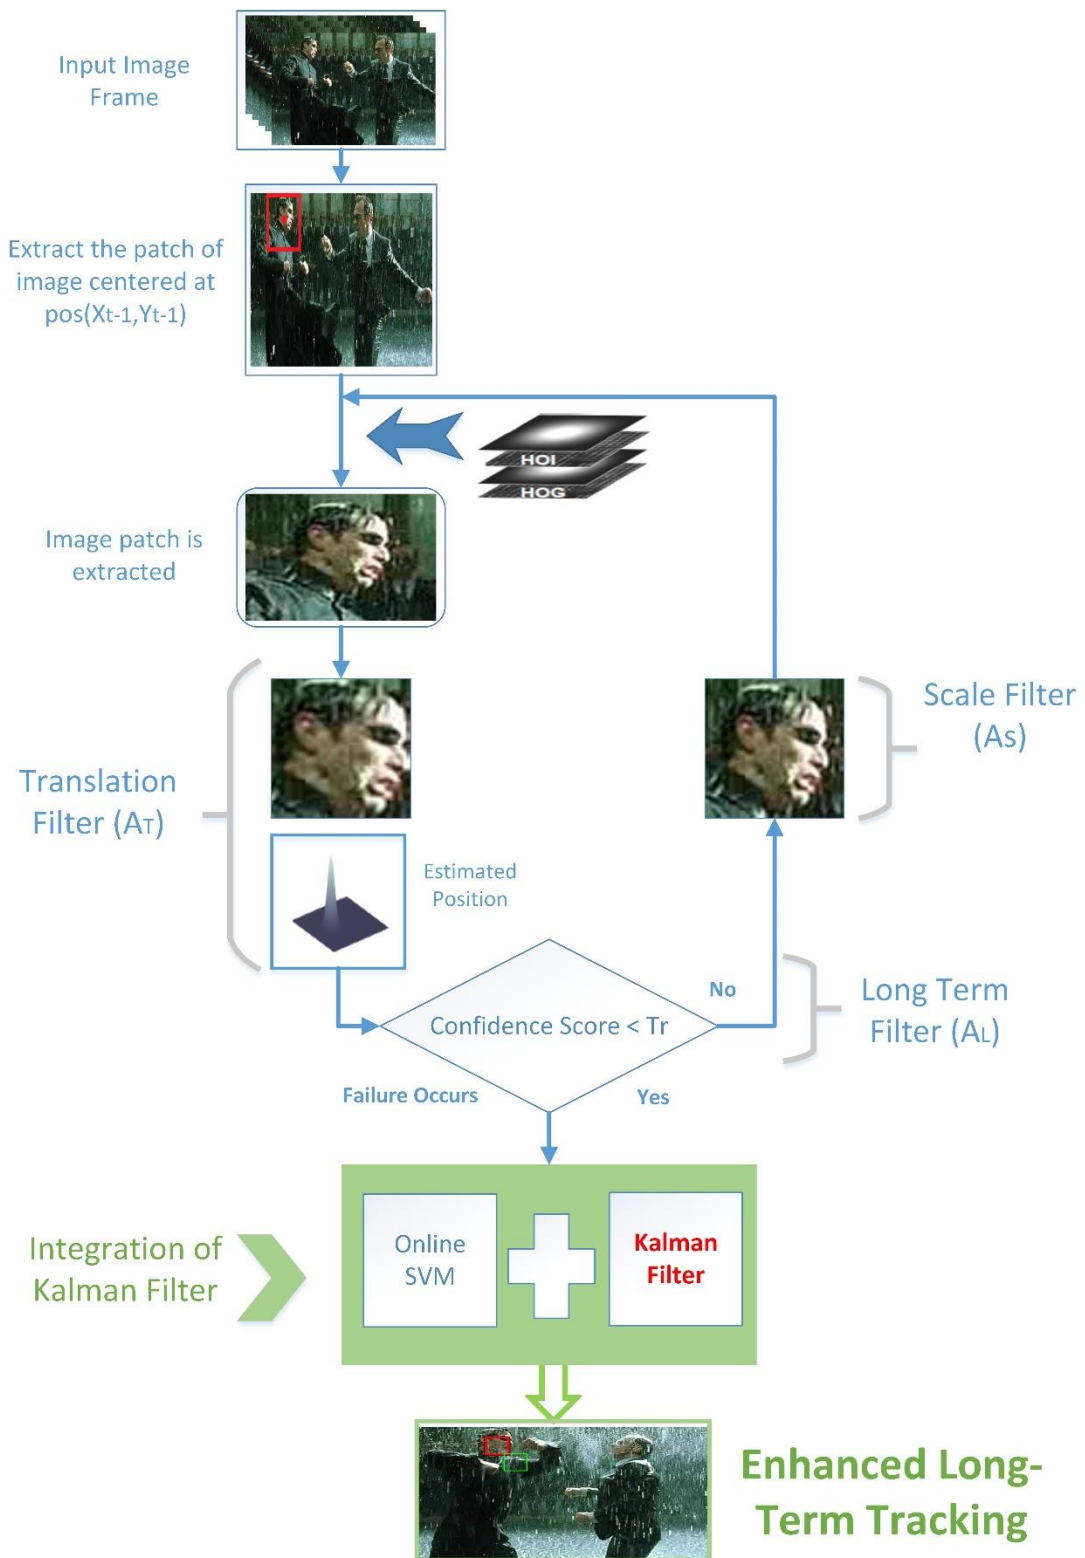 Input Image
Frame
Extract the patch of
image centered at
pos(Xt-1,Yt-1)
HOI
HOG
Image patch is
extracted
Scale Filter
(As)
Translation
Filter (AT)
Estimated
Position
No
Long Term
Filter (AL)
Confidence Score < Tr
Failure Occurs
Yes
Integration of
Kalman Filter
Online
SVM
Kalman
Filter
Enhanced Long-
Term Tracking